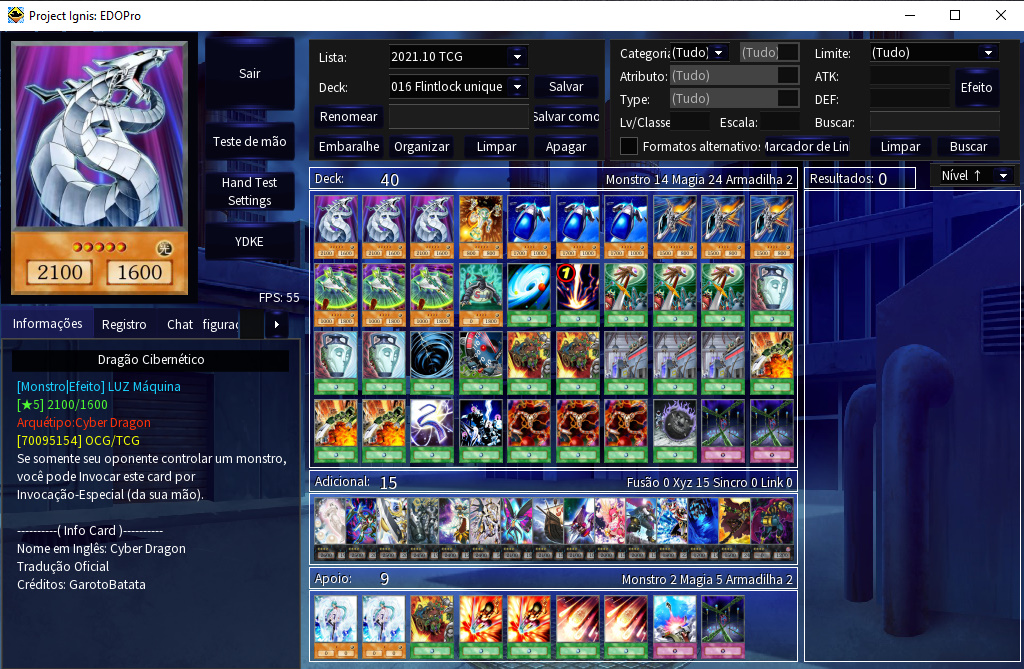 Project Ignis: EDOPro
2100
1600
Sair
Teste de mão
Hand Test
Settings
YDKE
FPS: 55
Lista:
2021.10 TCG
Deck:
016 Flintlock unique
Salvar
Renomear
Salvar como
Embaralhe
Organizar
Limpar
Apagar
Categoria
(Tudo)
(Tudo)
Limite:
(Tudo)
Atributo:
(Tudo)
ATK:
Efeito
Type:
(Tudo)
DEF:
Lv/Classe
Escala:
Buscar:
Formatos alternativos
Marcador de Lin
Limpar
Buscar
Deck:
40
Monstro 14 Magia 24 Armadilha 2
Resultados: 0
Nível ↑
Informações
Registro
Chat
figurac
Dragão Cibernético
[Monstro|Efeito] LUZ Máquina
[★5] 2100/1600
Arquétipo:Cyber Dragon
[70095154] OCG/TCG
Se somente seu oponente controlar um monstro,
você pode Invocar este card por
Invocação-Especial (da sua mão).
----------( Info Card )----------
Nome em Inglês: Cyber Dragon
Tradução Oficial
Créditos: GarotoBatata
Adicional:
15
Fusão 0 Xyz 15 Sincro 0 Link 0
Apoio:
9
Monstro 2 Magia 5 Armadilha 2